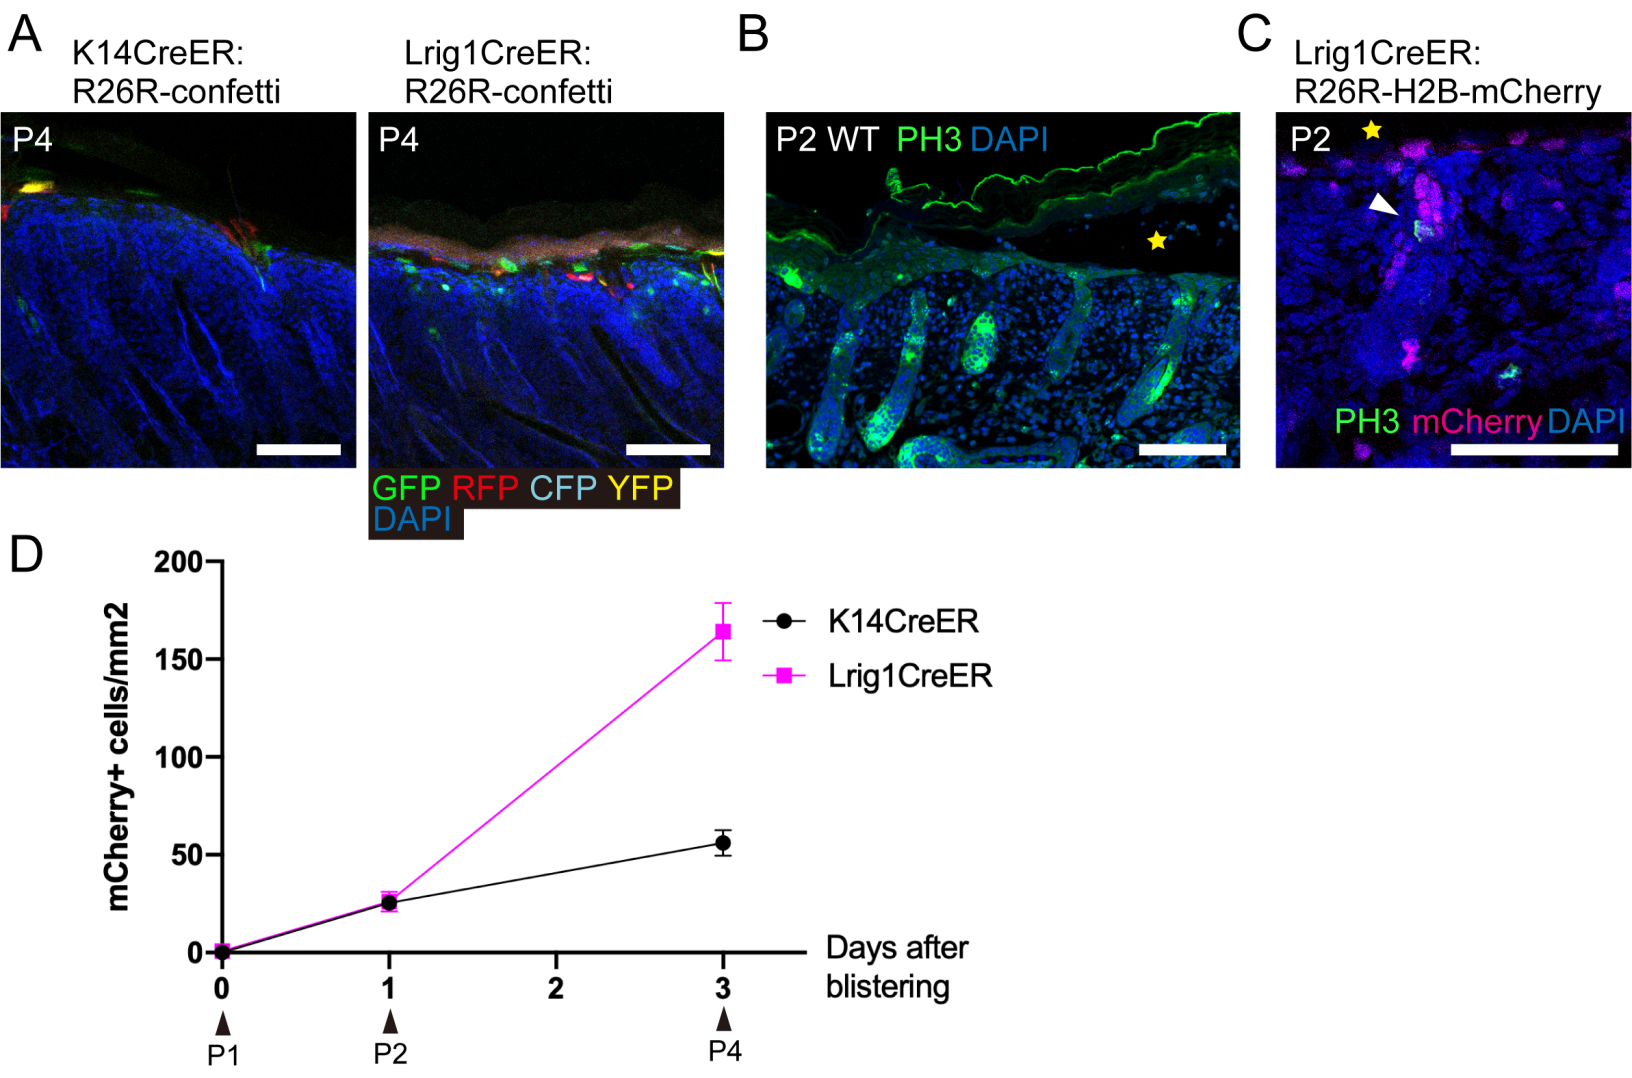 A
K14CreER:
R26R-confetti
Lrig1CreER:
R26R-confetti
B
C
Lrig1CreER:
R26R-H2B-mCherry
P4
P4
P2 WT PH3 DAPI
P2
PH3 mCherry DAPI
GFP RFP CFP YFP
DAPI
D
mCherry+ cells/mm2
200
150
100
50
0
0 1 2 3
Days after
blistering
P1 P2 P4
K14CreER
Lrig1CreER